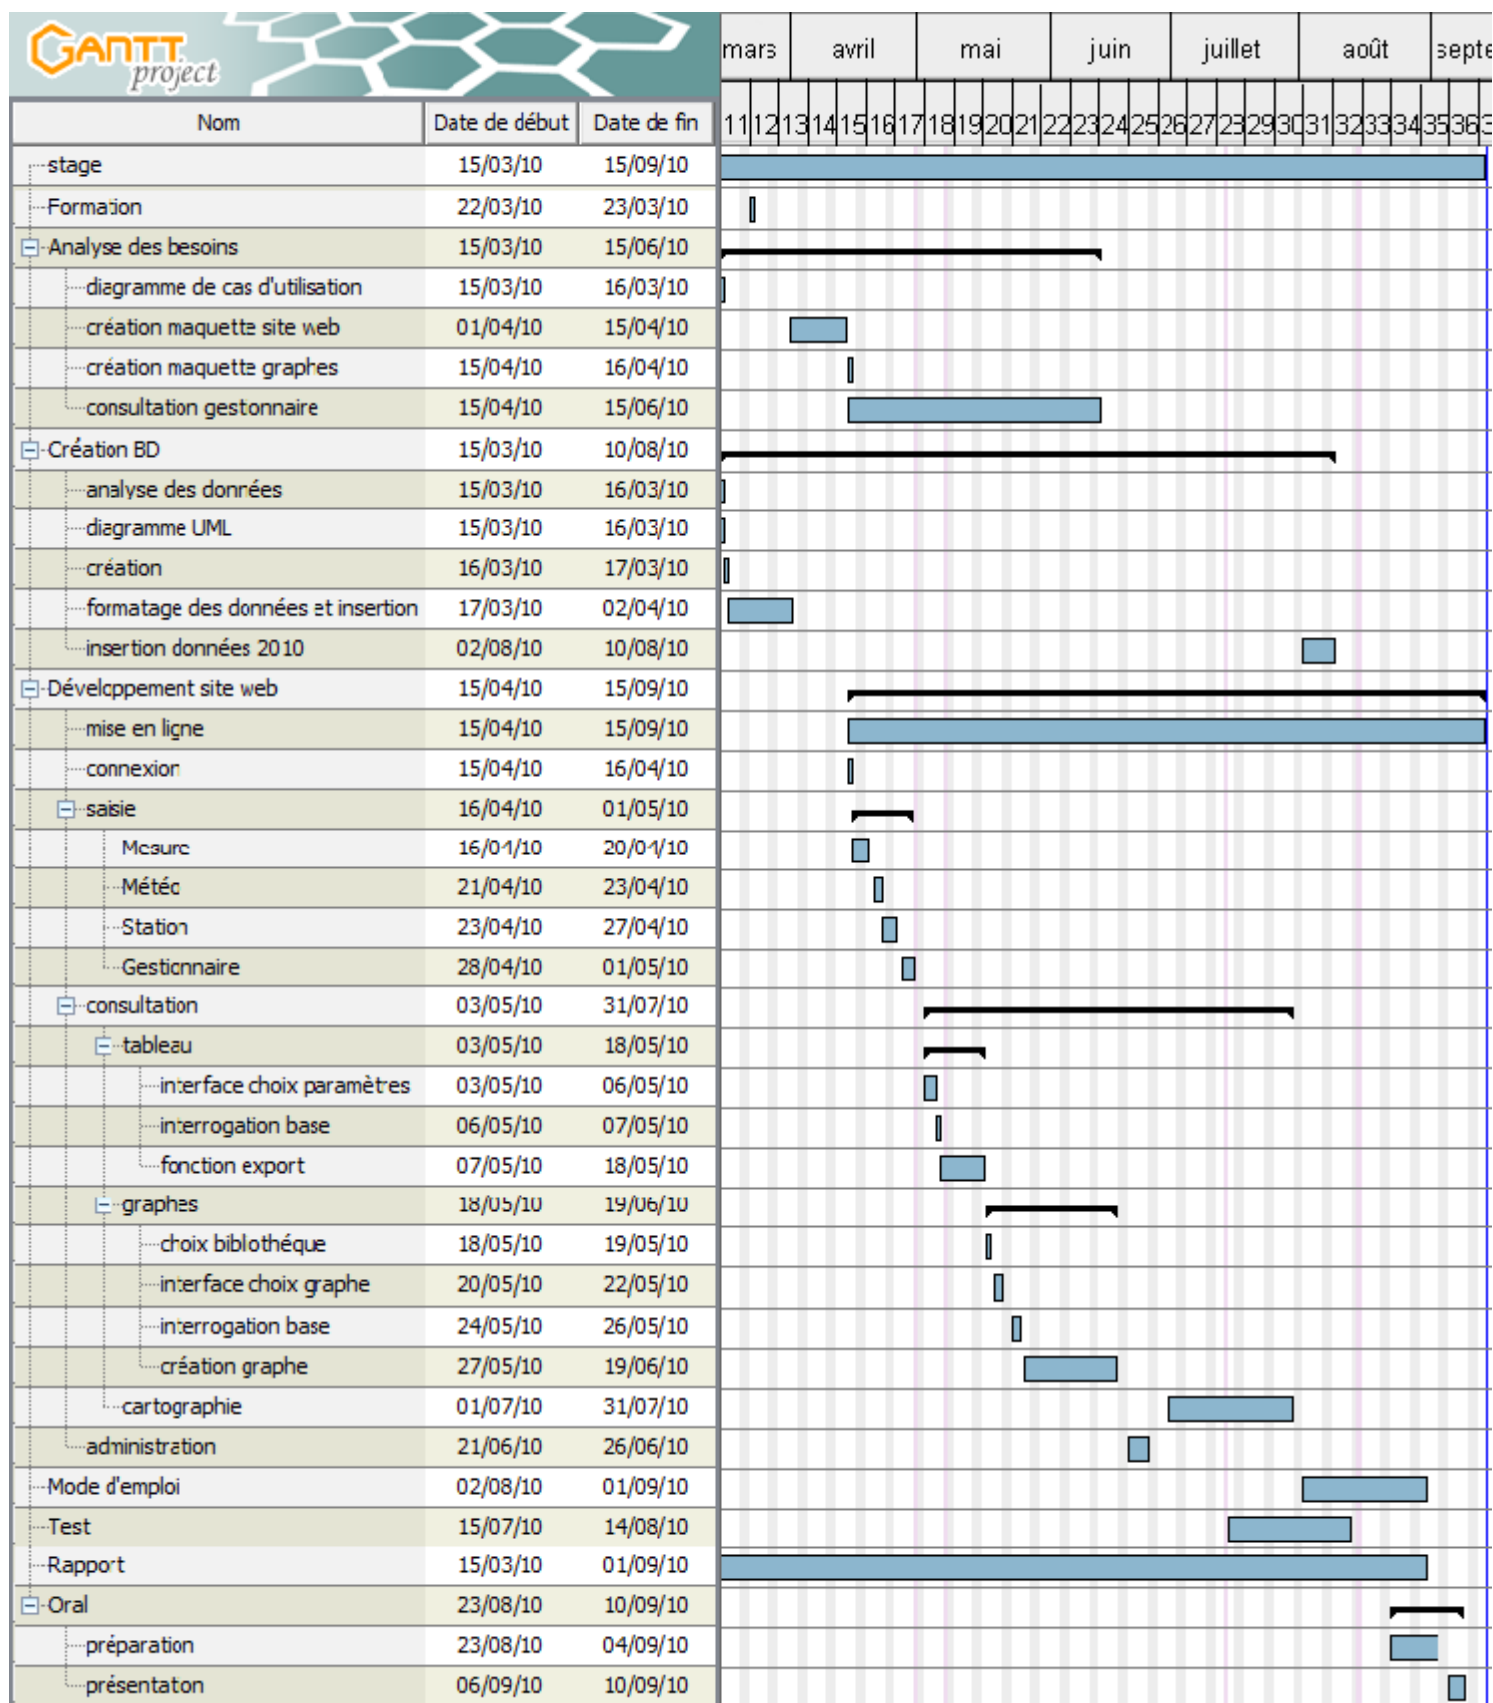 GANTT
project
mars avril mai juin juillet août septe
Nom Date de début Date de fin 11 12 13 14 15 16 17 18 19 20 21 22 23 24 25 26 27 28 29 30 31 32 33 34 35 36 3
stage 15/03/10 15/09/10
Formation 22/03/10 23/03/10
Analyse des besoins 15/03/10 15/06/10
diagramme de cas d'utilisation 15/03/10 16/03/10
création maquette site web 01/04/10 15/04/10
création maquette graphes 15/04/10 16/04/10
consultation gestonnaire 15/04/10 15/06/10
Création BD 15/03/10 10/08/10
analyse des données 15/03/10 16/03/10
diagramme UML 15/03/10 16/03/10
création 16/03/10 17/03/10
formatage des données et insertion 17/03/10 02/04/10
insertion données 2010 02/08/10 10/08/10
Développement site web 15/04/10 15/09/10
mise en ligne 15/04/10 15/09/10
connexion 15/04/10 16/04/10
saisie 16/04/10 01/05/10
Mesure 16/04/10 20/04/10
Météo 21/04/10 23/04/10
Station 23/04/10 27/04/10
Gestionnaire 28/04/10 01/05/10
consultation 03/05/10 31/07/10
tableau 03/05/10 18/05/10
interface choix paramètres 03/05/10 06/05/10
interrogation base 06/05/10 07/05/10
fonction export 07/05/10 18/05/10
graphes 18/05/10 19/06/10
choix biblothéque 18/05/10 19/05/10
interface choix graphe 20/05/10 22/05/10
interrogation base 24/05/10 26/05/10
création graphe 27/05/10 19/06/10
cartographie 01/07/10 31/07/10
administration 21/06/10 26/06/10
Mode d'emploi 02/08/10 01/09/10
Test 15/07/10 14/08/10
Rapport 15/03/10 01/09/10
Oral 23/08/10 10/09/10
préparation 23/08/10 04/09/10
présentation 06/09/10 10/09/10